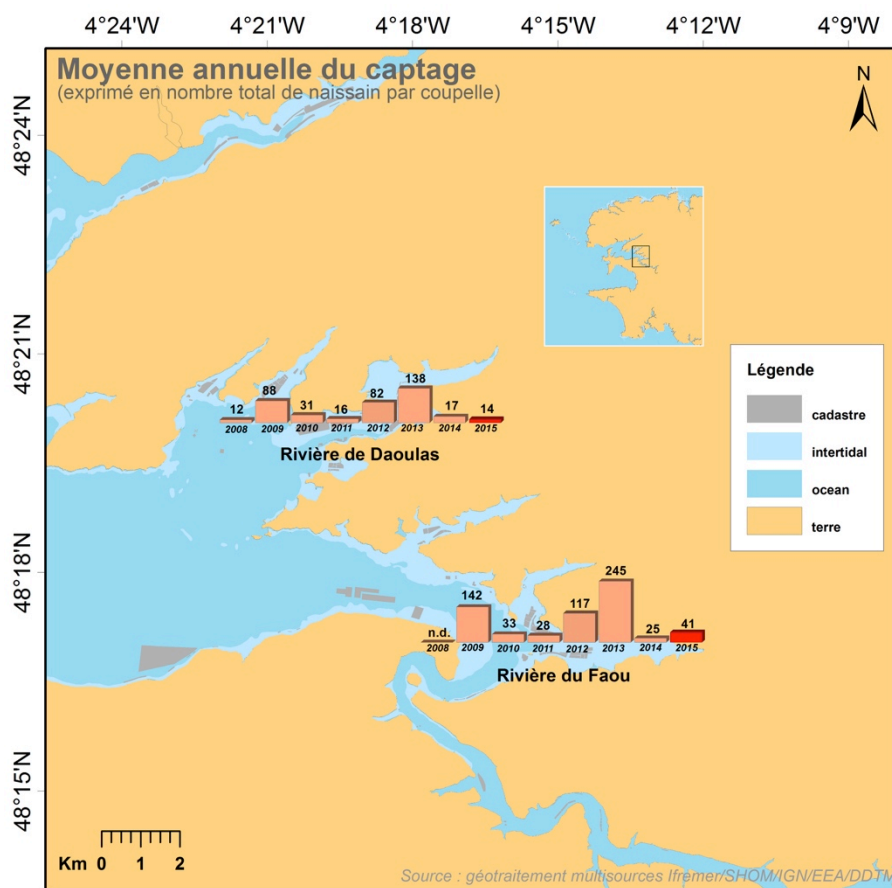 4°24'W 4°21'W 4°18'W 4°15'W 4°12'W 4°9'W
Moyenne annuelle du captage
(exprimé en nombre total de naissain par coupelle)
N
48°24'N
48°21'N
48°18'N
48°15'N
12 88 31 16 82 138 17 14
2008 2009 2010 2011 2012 2013 2014 2015
Rivière de Daoulas
Légende
cadastre
intertidal
ocean
terre
n.d. 142 33 28 117 245 25 41
2008 2009 2010 2011 2012 2013 2014 2015
Rivière du Faou
Km 0 1 2
Source : géotraitement multisources Ifremer/SHOM/IGN/EEA/DDTM